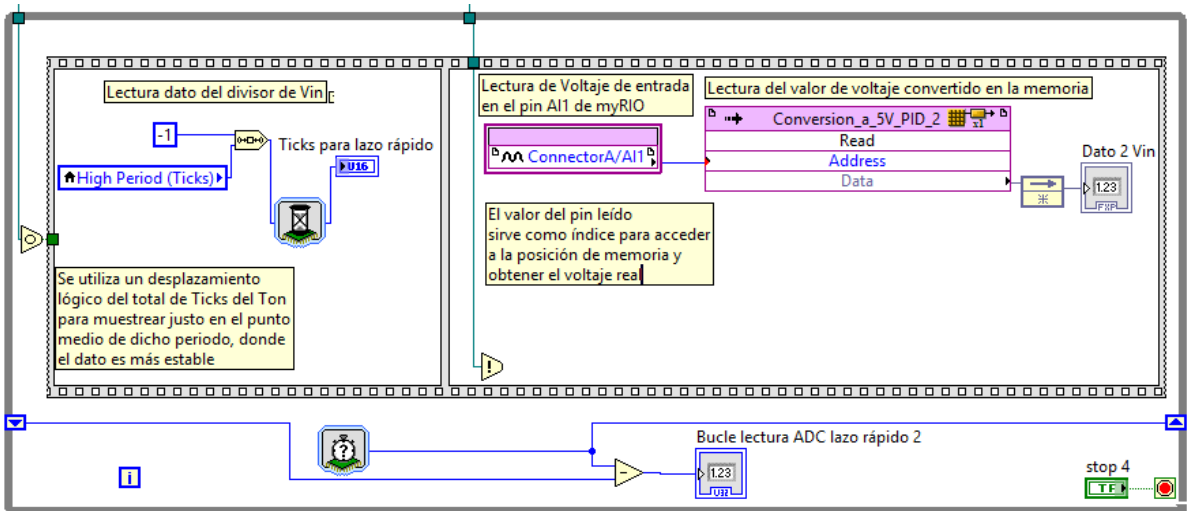 Lectura dato del divisor de Vin
-1
High Period (Ticks)
Ticks para lazo rápido
U16
Se utiliza un desplazamiento
lógico del total de Ticks del Ton
para muestrear justo en el punto
medio de dicho periodo, donde
el dato es más estable
Lectura de Voltaje de entrada
en el pin AI1 de myRIO
ConnectorA/AI1
El valor del pin leído
sirve como índice para acceder
a la posición de memoria y
obtener el voltaje real
Lectura del valor de voltaje convertido en la memoria
Conversion_a_5V_PID_2
x1
Read
Address
Data
Dato 2 Vin
1.23
FXP
!
i
?
-
Bucle lectura ADC lazo rápido 2
1.23
U32
stop 4
TF